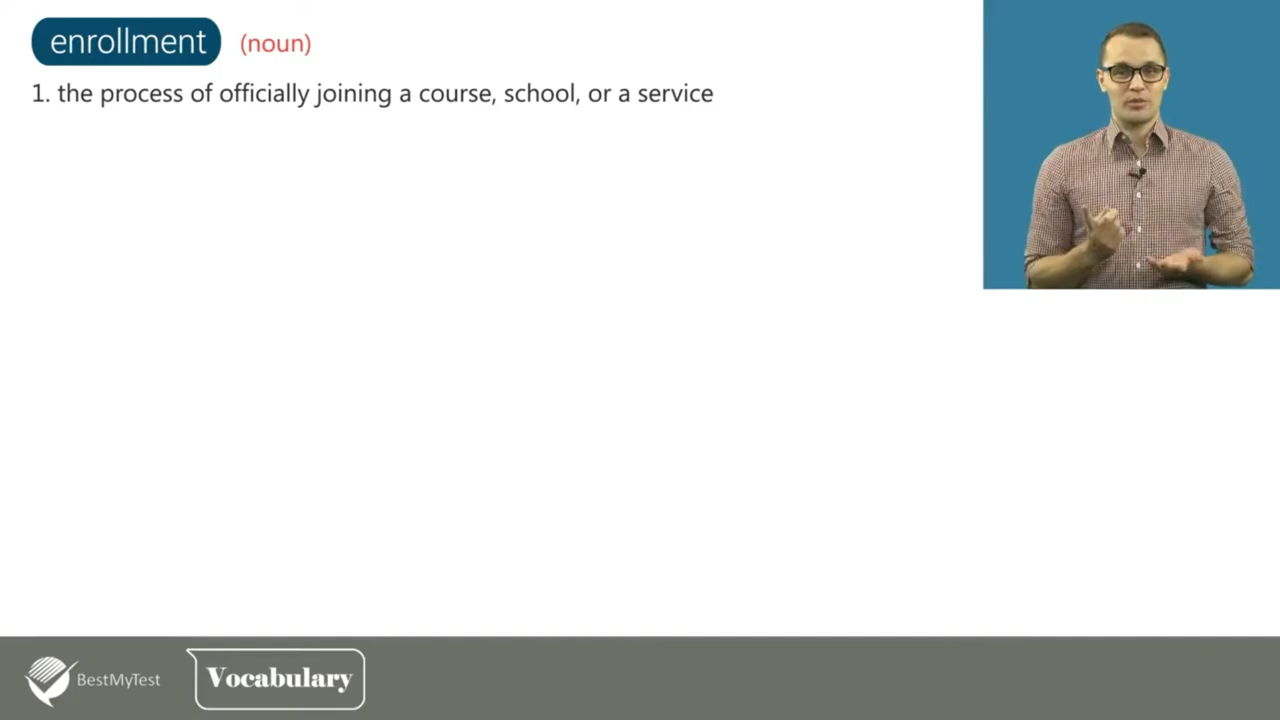 enrollment (noun)
1. the process of officially joining a course, school, or a service
BestMyTest
Vocabulary